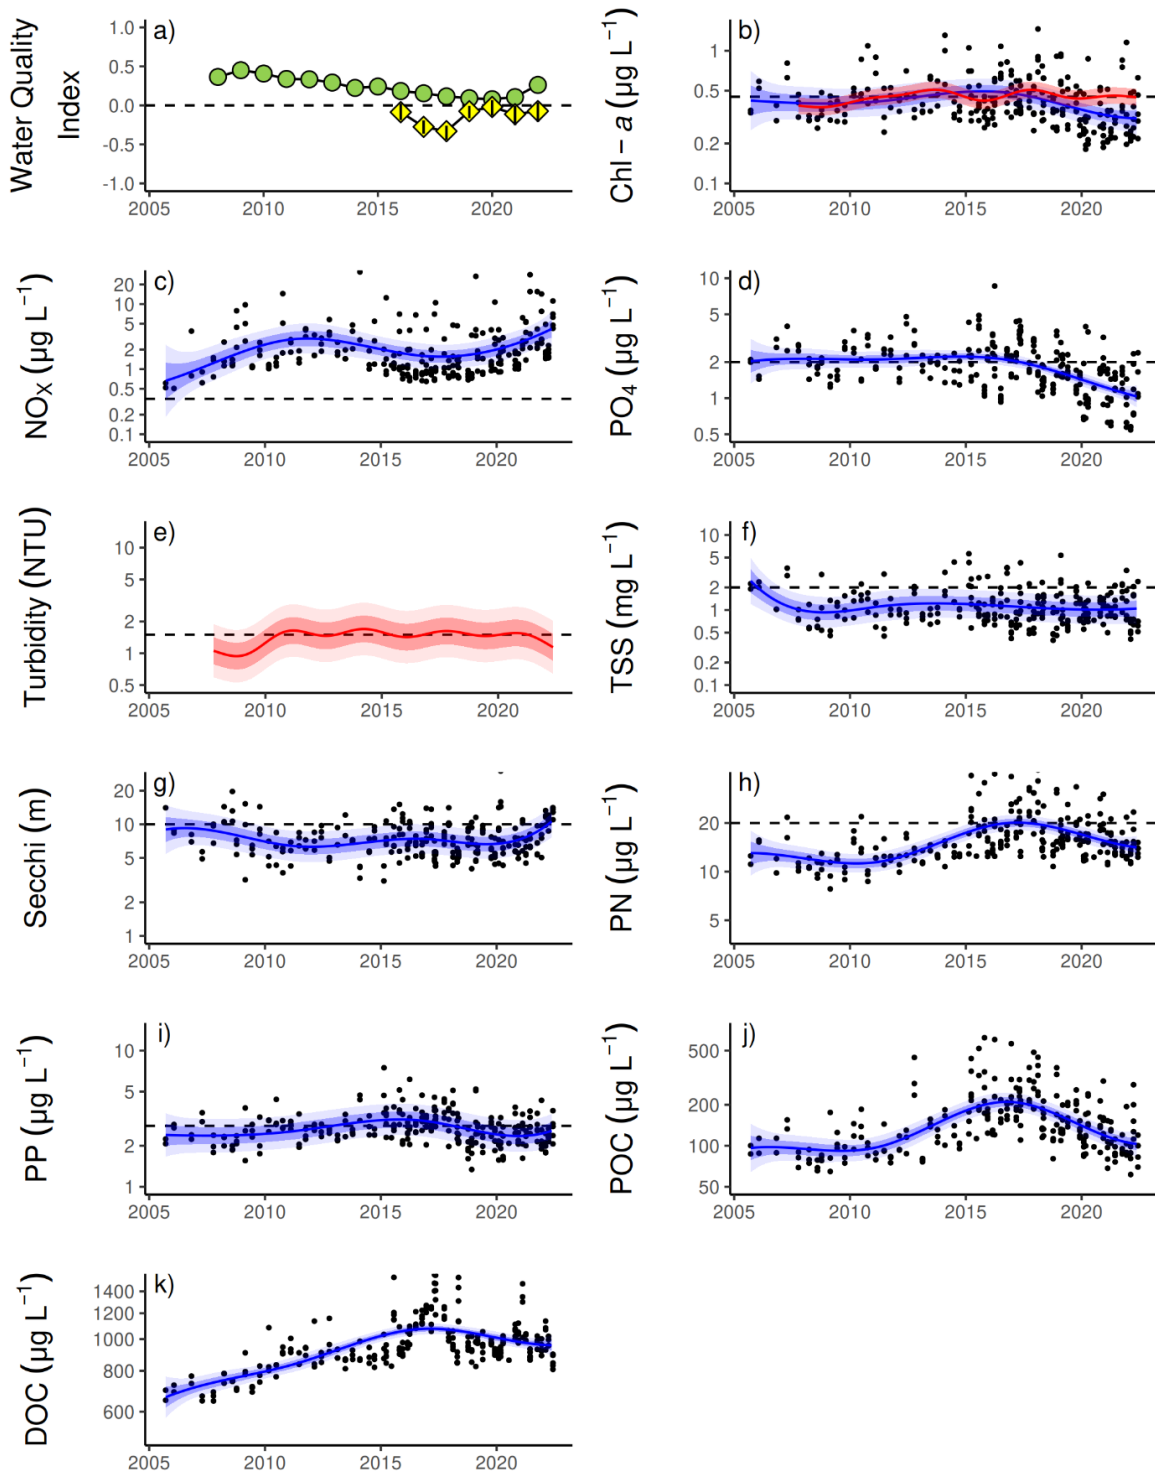 a)
Water Quality
Index
1.0
0.5
0.0
-0.5
-1.0
2005 2010 2015 2020
b)
Chl − a (µg L⁻¹)
1
0.5
0.2
0.1
2005 2010 2015 2020
c)
NOₓ (µg L⁻¹)
20
10
5
2
1
0.5
0.2
0.1
2005 2010 2015 2020
d)
PO₄ (µg L⁻¹)
10
5
2
1
0.5
2005 2010 2015 2020
e)
Turbidity (NTU)
10
5
2
1
0.5
2005 2010 2015 2020
f)
TSS (mg L⁻¹)
10
5
2
1
0.5
0.2
0.1
2005 2010 2015 2020
g)
Secchi (m)
20
10
5
2
1
2005 2010 2015 2020
h)
PN (µg L⁻¹)
20
10
5
2005 2010 2015 2020
i)
PP (µg L⁻¹)
10
5
2
1
2005 2010 2015 2020
j)
POC (µg L⁻¹)
500
200
100
50
2005 2010 2015 2020
k)
DOC (µg L⁻¹)
1400
1200
1000
800
600
2005 2010 2015 2020